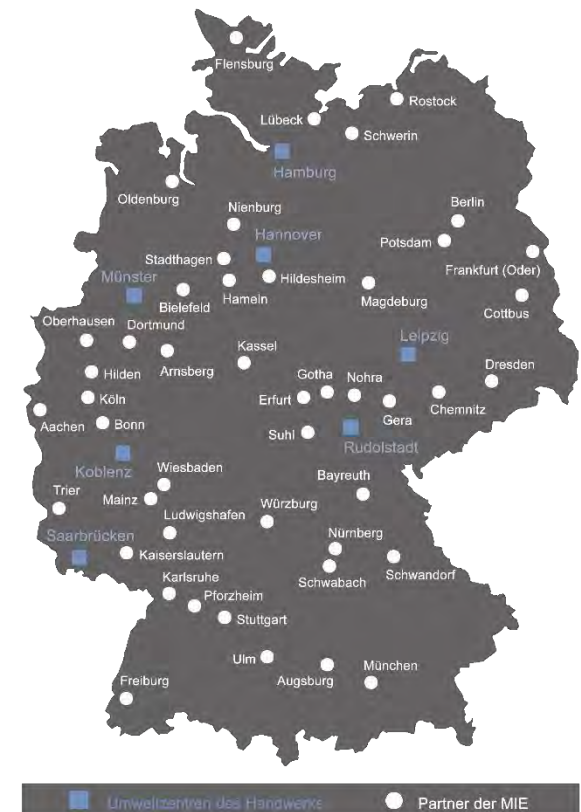 Flensburg
Rostock
Lübeck
Schwerin
Hamburg
Oldenburg
Nienburg
Berlin
Hannover
Potsdam
Stadthagen
Frankfurt (Oder)
Münster
Hildesheim
Hameln
Magdeburg
Bielefeld
Cottbus
Oberhausen
Dortmund
Leipzig
Kassel
Arnsberg
Dresden
Hilden
Gotha
Nohra
Köln
Erfurt
Chemnitz
Gera
Aachen
Bonn
Suhl
Rudolstadt
Koblenz
Wiesbaden
Bayreuth
Trier
Mainz
Würzburg
Ludwigshafen
Saarbrücken
Nürnberg
Kaiserslautern
Schwabach
Schwandorf
Karlsruhe
Pforzheim
Stuttgart
Ulm
München
Augsburg
Freiburg
Umweltzentren des Handwerks
Partner der MIE